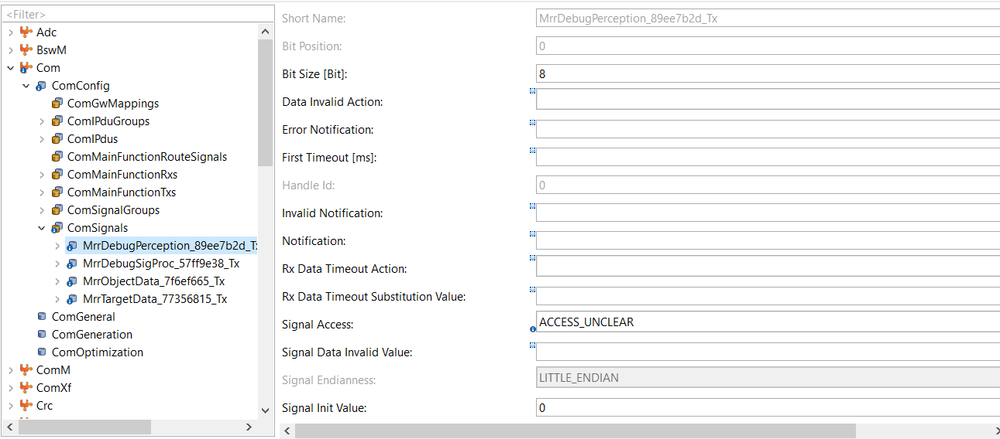 <Filter>
Adc
BswM
Com
ComConfig
ComGwMappings
ComIPduGroups
ComIPdus
ComMainFunctionRouteSignals
ComMainFunctionRxs
ComMainFunctionTxs
ComSignalGroups
ComSignals
MrrDebugPerception_89ee7b2d_T
MrrDebugSigProc_57ff9e38_Tx
MrrObjectData_7f6ef665_Tx
MrrTargetData_77356815_Tx
ComGeneral
ComGeneration
ComOptimization
ComM
ComXf
Crc
Short Name: MrrDebugPerception_89ee7b2d_Tx
Bit Position: 0
Bit Size [Bit]: 8
Data Invalid Action:
Error Notification:
First Timeout [ms]:
Handle Id: 0
Invalid Notification:
Notification:
Rx Data Timeout Action:
Rx Data Timeout Substitution Value:
Signal Access: ACCESS_UNCLEAR
Signal Data Invalid Value:
Signal Endianness: LITTLE_ENDIAN
Signal Init Value: 0